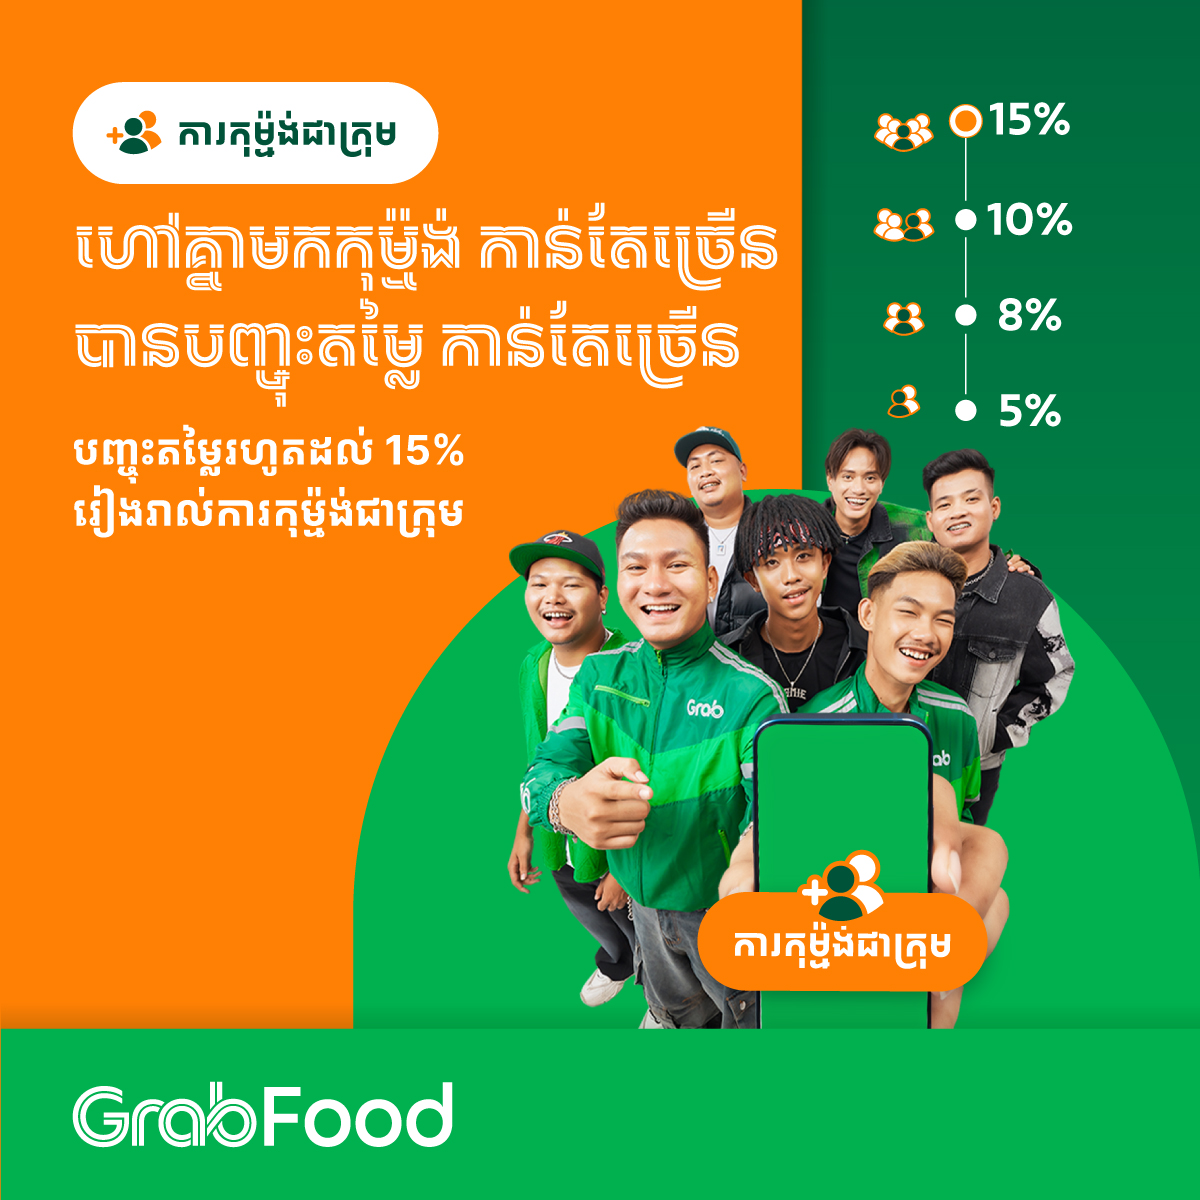 ការកុម្ម៉ង់ជាក្រុម
ហៅគ្នាមកកុម្ម៉ង់ កាន់តែច្រើន
បានបញ្ចុះតម្លៃ កាន់តែច្រើន
បញ្ចុះតម្លៃរហូតដល់ 15%
រៀងរាល់ការកុម្ម៉ង់ជាក្រុម
15%
10%
8%
5%
Grab
ab
ការកុម្ម៉ង់ជាក្រុម
GrabFood